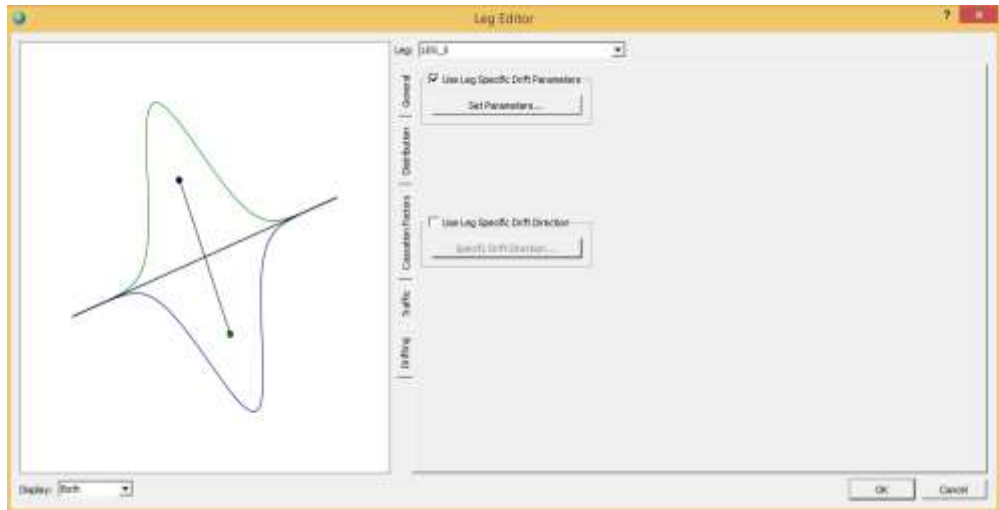 Leg Editor
?
Leg:
General
Distribution
Causation Factors
Traffic
Drifting
Use Leg Specific Drift Parameters
Set Parameters...
Use Leg Specific Drift Direction
Specify Drift Direction...
Display: Both
OK
Cancel